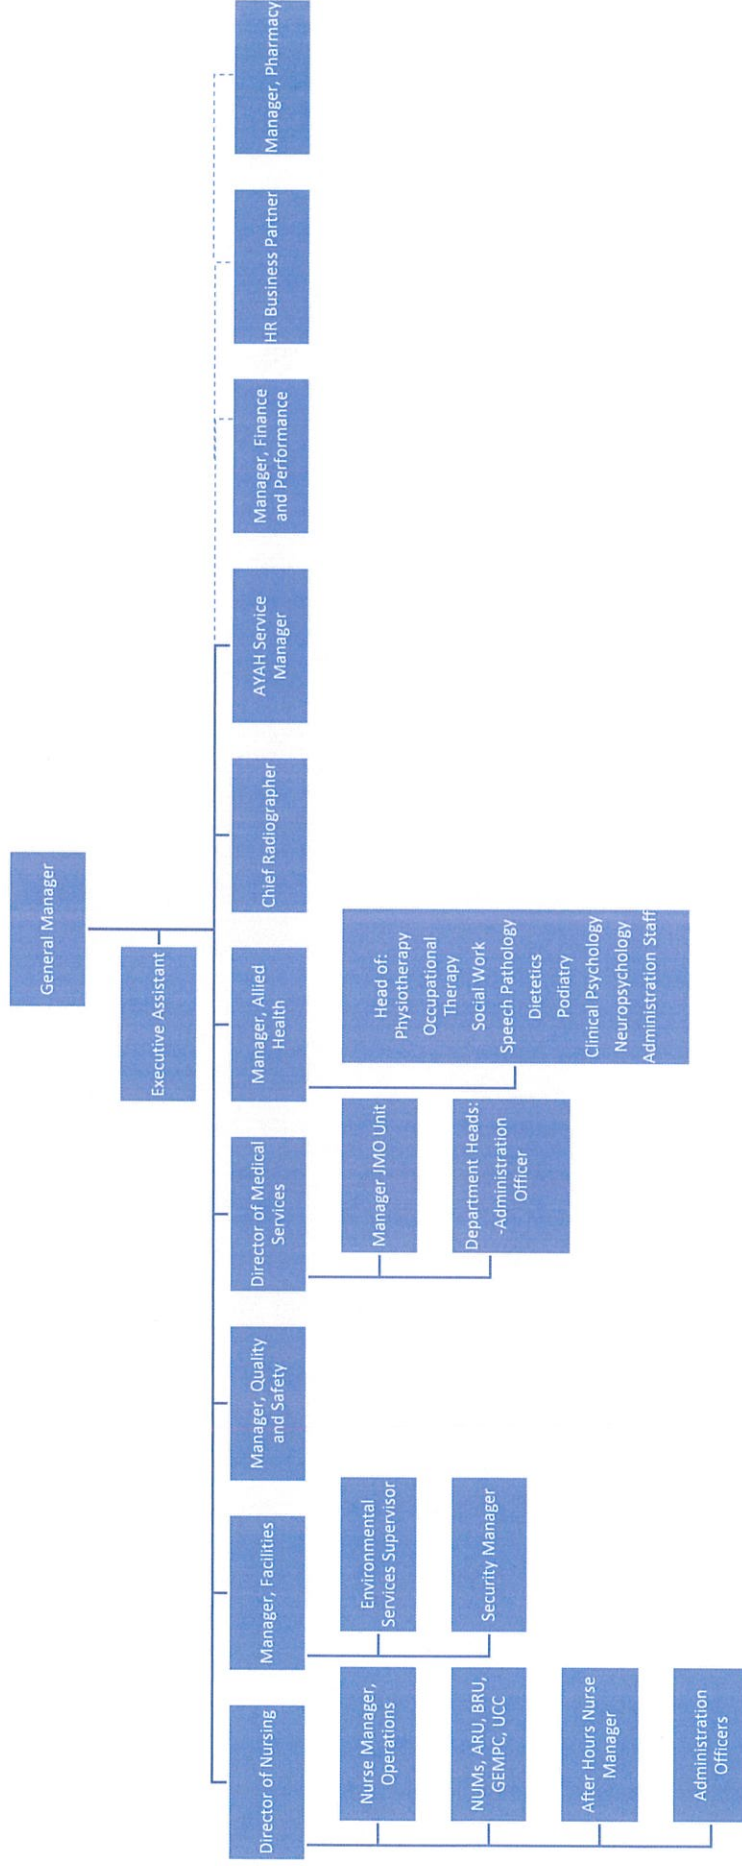 General Manager
Executive Assistant
Director of Nursing
Manager, Facilities
Manager, Quality
and Safety
Director of Medical
Services
Manager, Allied
Health
Chief Radiographer
AYAH Service
Manager
Manager, Finance
and Performance
HR Business Partner
Manager, Pharmacy
Nurse Manager,
Operations
NUMs, ARU, BRU,
GEMPC, UCC
After Hours Nurse
Manager
Administration
Officers
Environmental
Services Supervisor
Security Manager
Manager JMO Unit
Department Heads:
-Administration
Officer
Head of:
Physiotherapy
Occupational
Therapy
Social Work
Speech Pathology
Dietetics
Podiatry
Clinical Psychology
Neuropsychology
Administration Staff